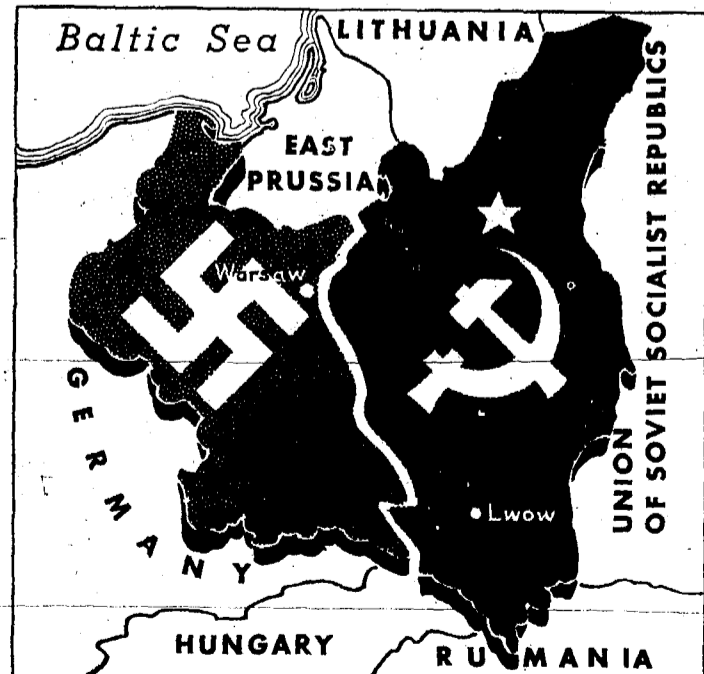 Baltic Sea
LITHUANIA
EAST
PRUSSIA
UNION
OF SOVIET SOCIALIST REPUBLICS
Warsaw
GERMANY
Lwow
HUNGARY
RUMANIA